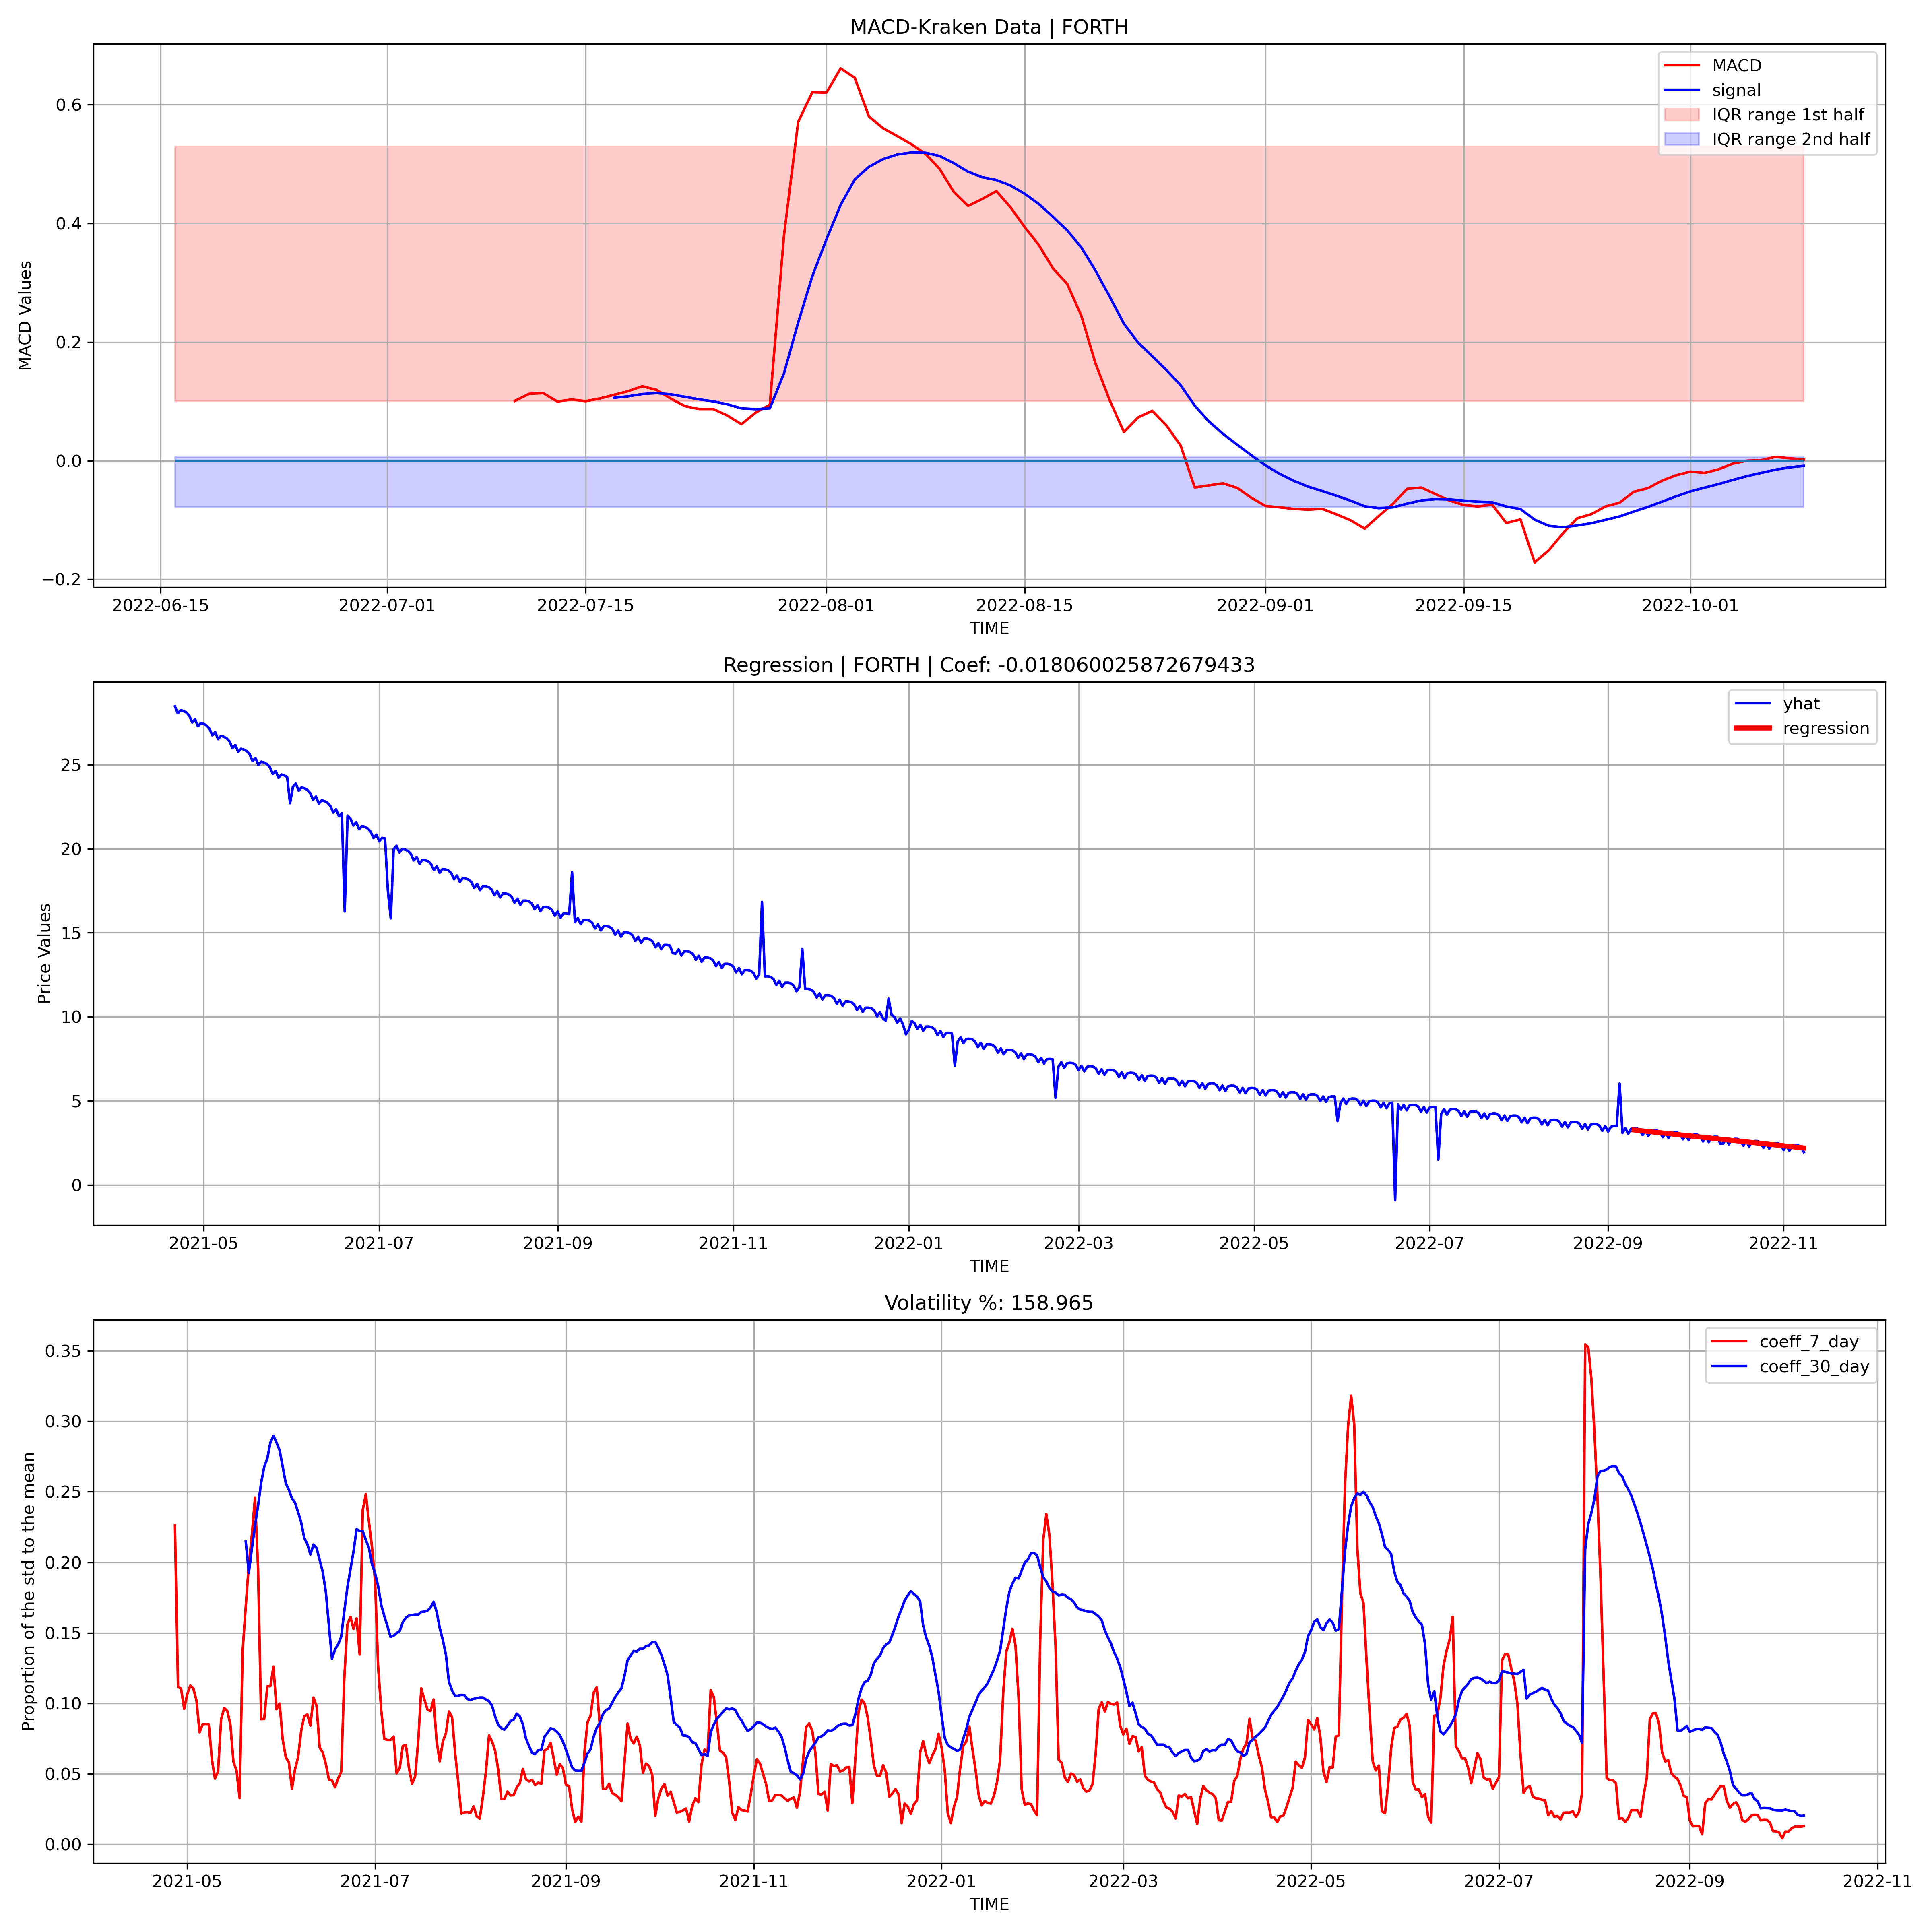 MACD-Kraken Data | FORTH
MACD
signal
IQR range 1st half
IQR range 2nd half
MACD Values
0.6
0.4
0.2
0.0
−0.2
2022-06-15 2022-07-01 2022-07-15 2022-08-01 2022-08-15 2022-09-01 2022-09-15 2022-10-01
TIME
Regression | FORTH | Coef: -0.018060025872679433
yhat
regression
Price Values
25
20
15
10
5
0
2021-05 2021-07 2021-09 2021-11 2022-01 2022-03 2022-05 2022-07 2022-09 2022-11
TIME
Volatility %: 158.965
coeff_7_day
coeff_30_day
Proportion of the std to the mean
0.35
0.30
0.25
0.20
0.15
0.10
0.05
0.00
2021-05 2021-07 2021-09 2021-11 2022-01 2022-03 2022-05 2022-07 2022-09 2022-11
TIME